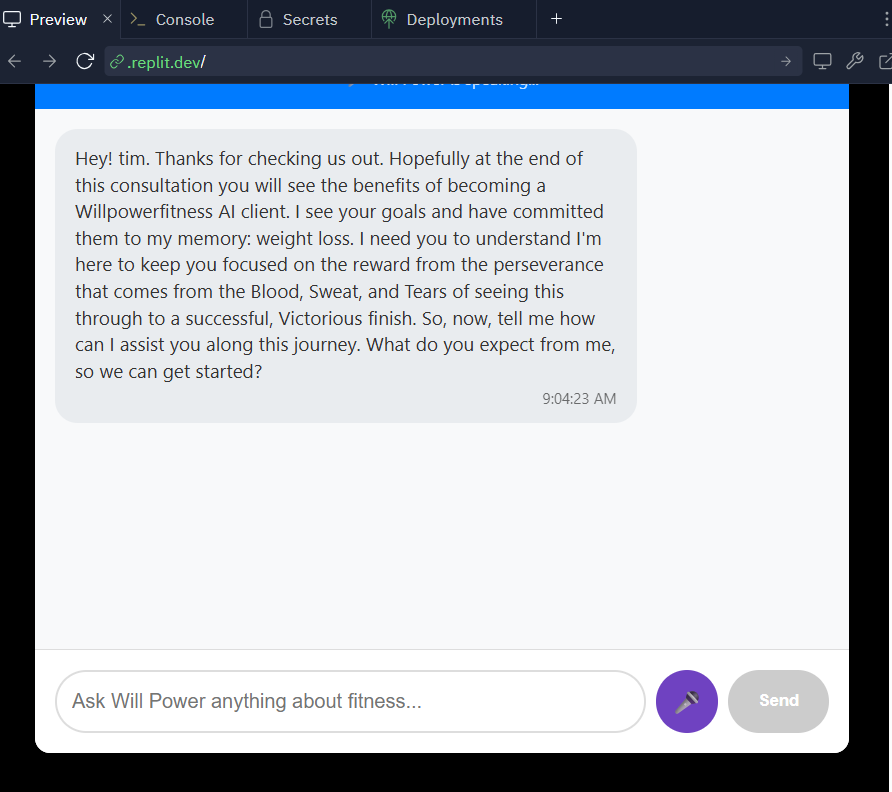 Preview
Console
Secrets
Deployments
.replit.dev/
Will Power is speaking...
Hey! tim. Thanks for checking us out. Hopefully at the end of
this consultation you will see the benefits of becoming a
Willpowerfitness AI client. I see your goals and have committed
them to my memory: weight loss. I need you to understand I'm
here to keep you focused on the reward from the perseverance
that comes from the Blood, Sweat, and Tears of seeing this
through to a successful, Victorious finish. So, now, tell me how
can I assist you along this journey. What do you expect from me,
so we can get started?
9:04:23 AM
Ask Will Power anything about fitness...
Send